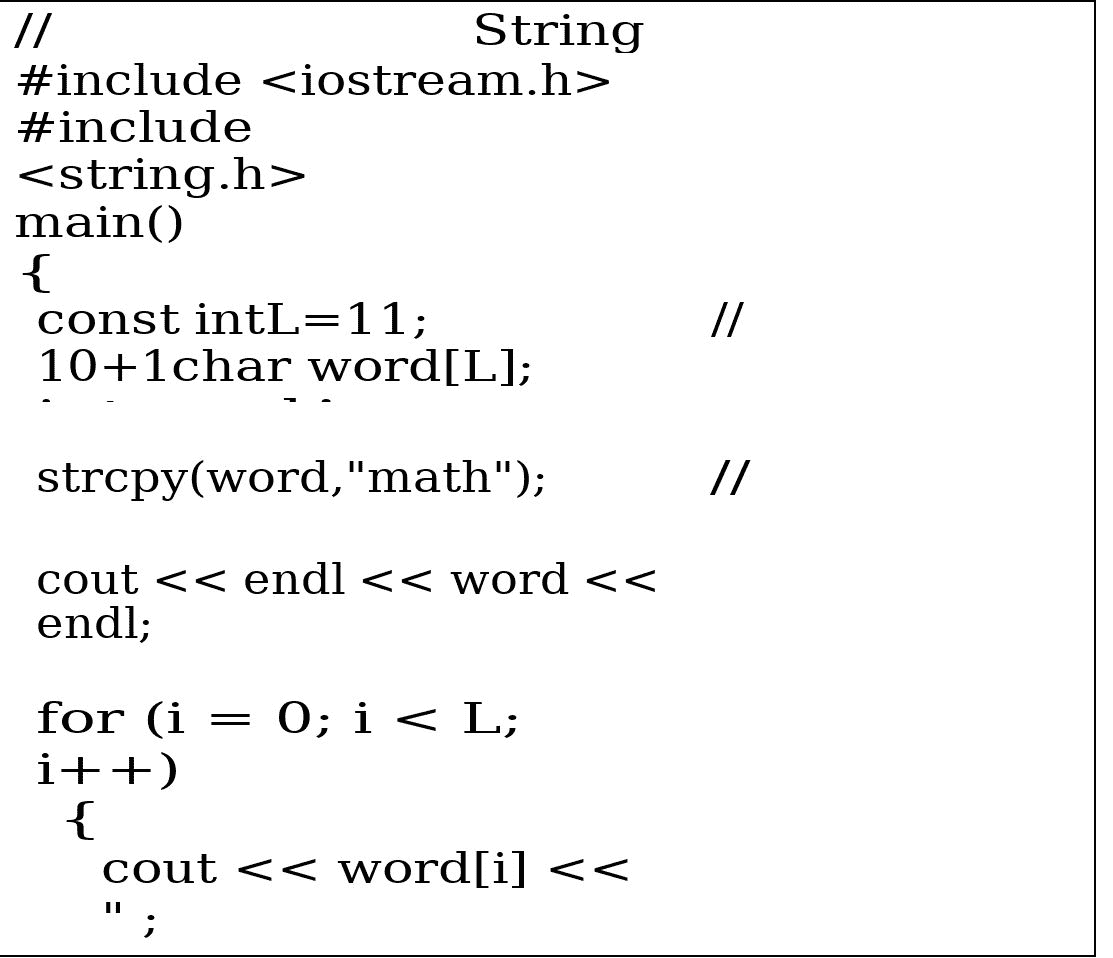 // String
#include <iostream.h>
#include
<string.h>
main()
{
const intL=11; //
10+1char word[L];
strcpy(word,"math"); //
cout << endl << word <<
endl;
for (i = 0; i < L;
i++)
{
cout << word[i] <<
" ;